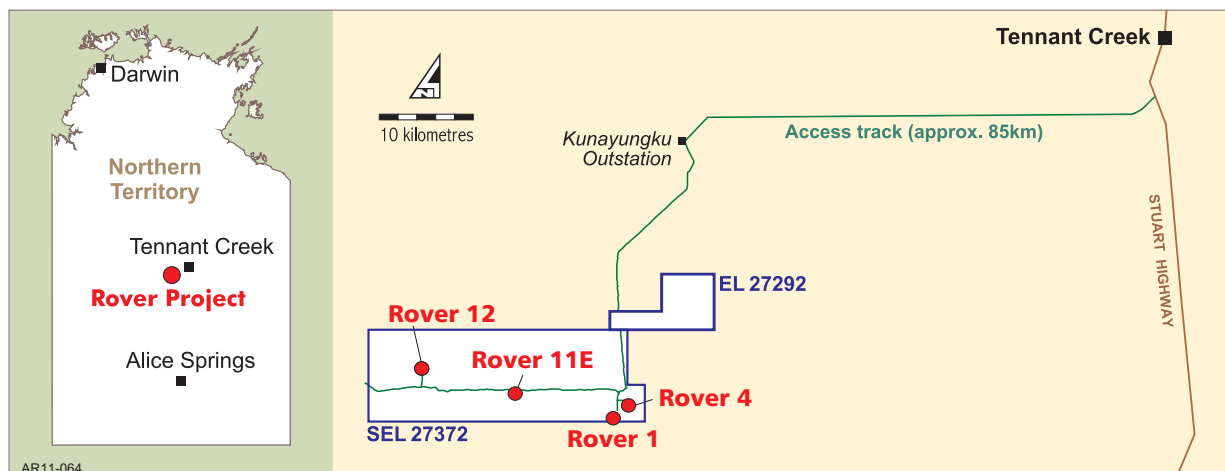 Darwin
Northern
Territory
Tennant Creek
Rover Project
Alice Springs
AR11-064
N
10 kilometres
Tennant Creek
Kunayungku
Outstation
Access track (approx. 85km)
STUART HIGHWAY
EL 27292
Rover 12
Rover 11E
Rover 4
Rover 1
SEL 27372